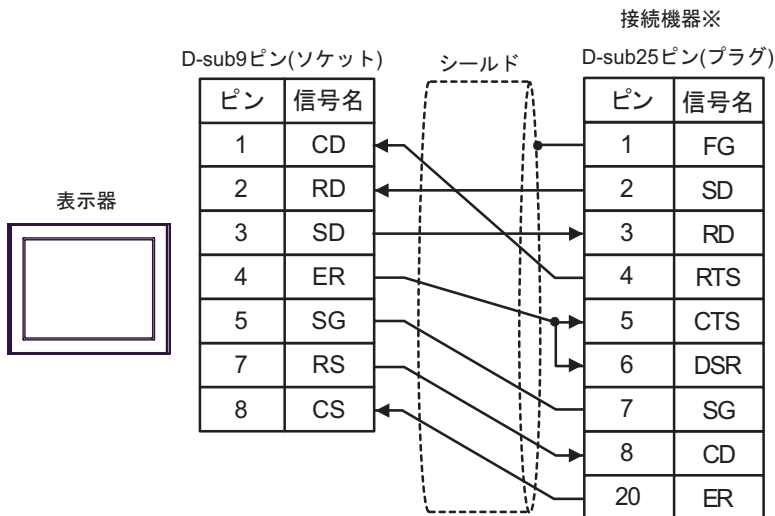 接続機器※
D-sub9ピン(ソケット)
シールド
D-sub25ピン(プラグ)
表示器
ピン 信号名
1 CD
2 RD
3 SD
4 ER
5 SG
7 RS
8 CS
ピン 信号名
1 FG
2 SD
3 RD
4 RTS
5 CTS
6 DSR
7 SG
8 CD
20 ER